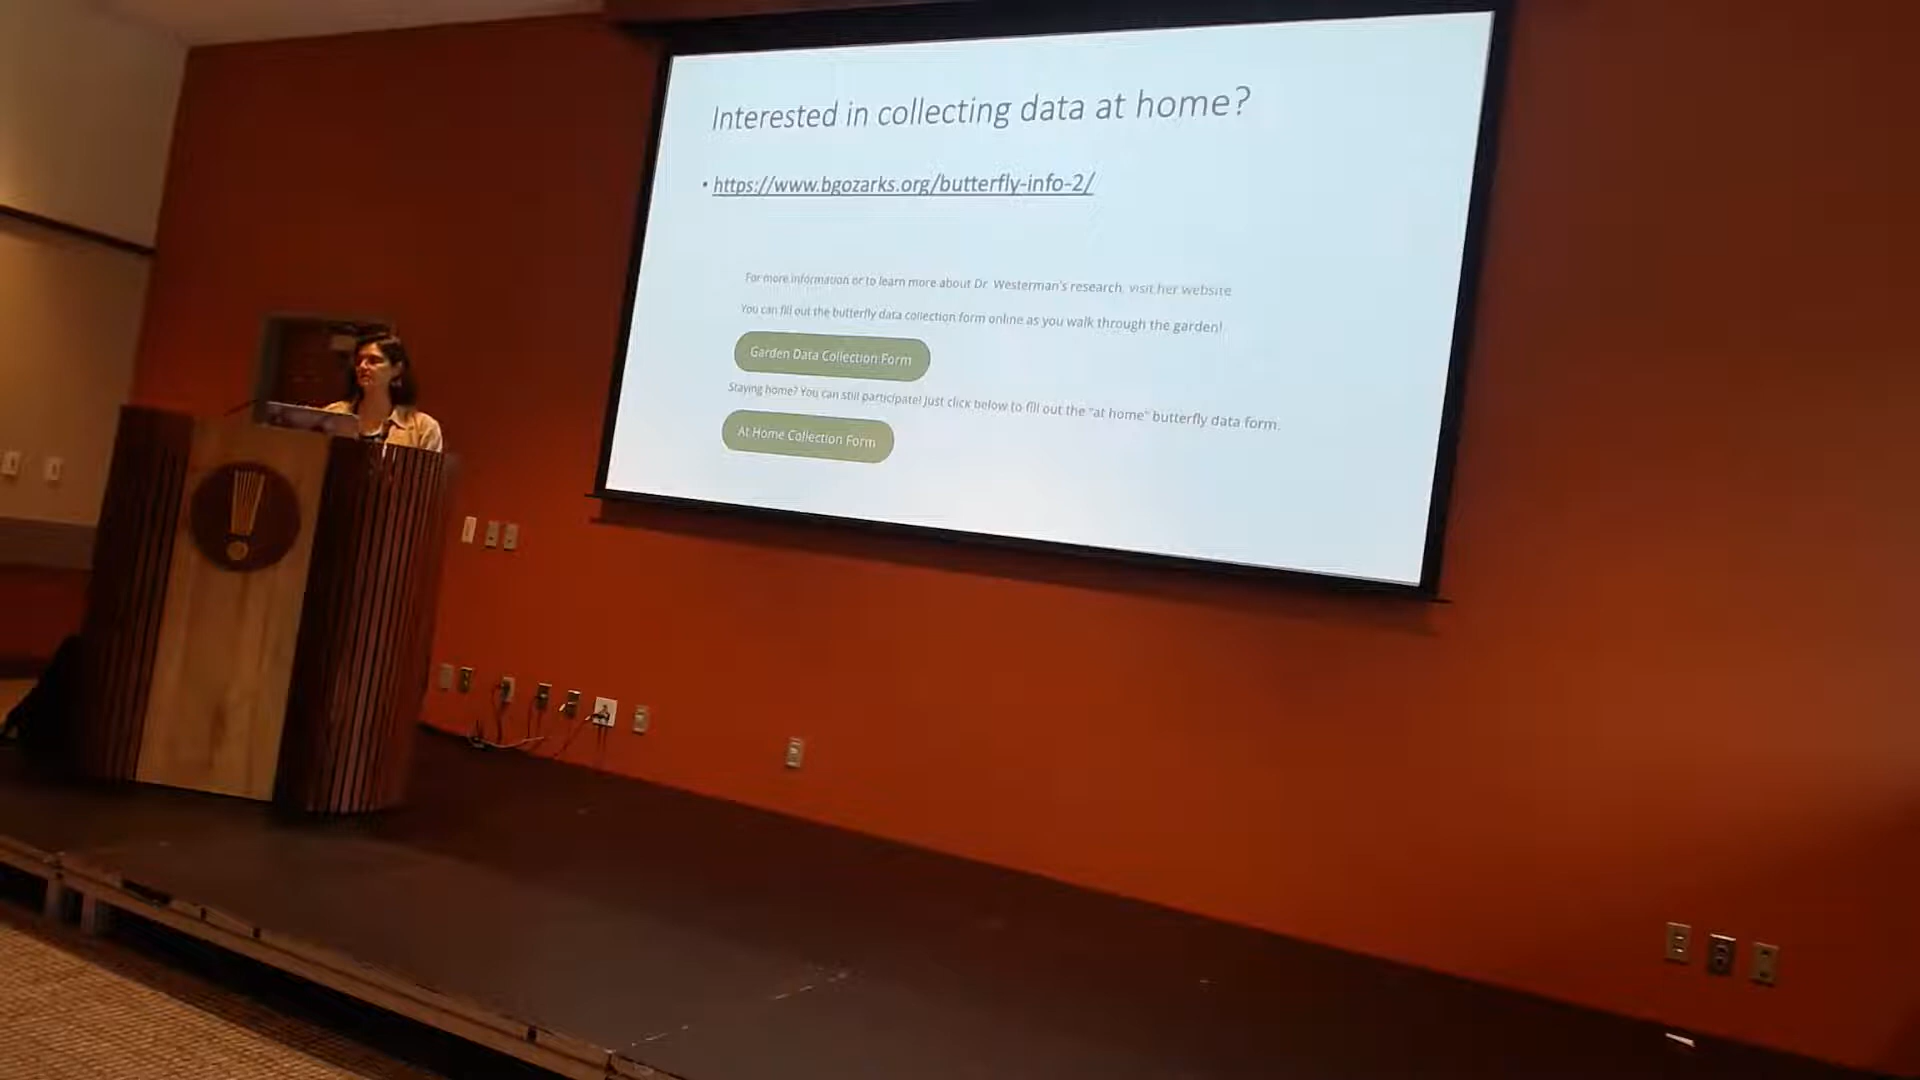 Interested in collecting data at home?
• https://www.bgozarks.org/butterfly-info-2/
For more information or to learn more about Dr. Westerman's research, visit her website
You can fill out the butterfly data collection form online as you walk through the garden!
Garden Data Collection Form
Staying home? You can still participate! Just click below to fill out the "at home" butterfly data form.
At Home Collection Form